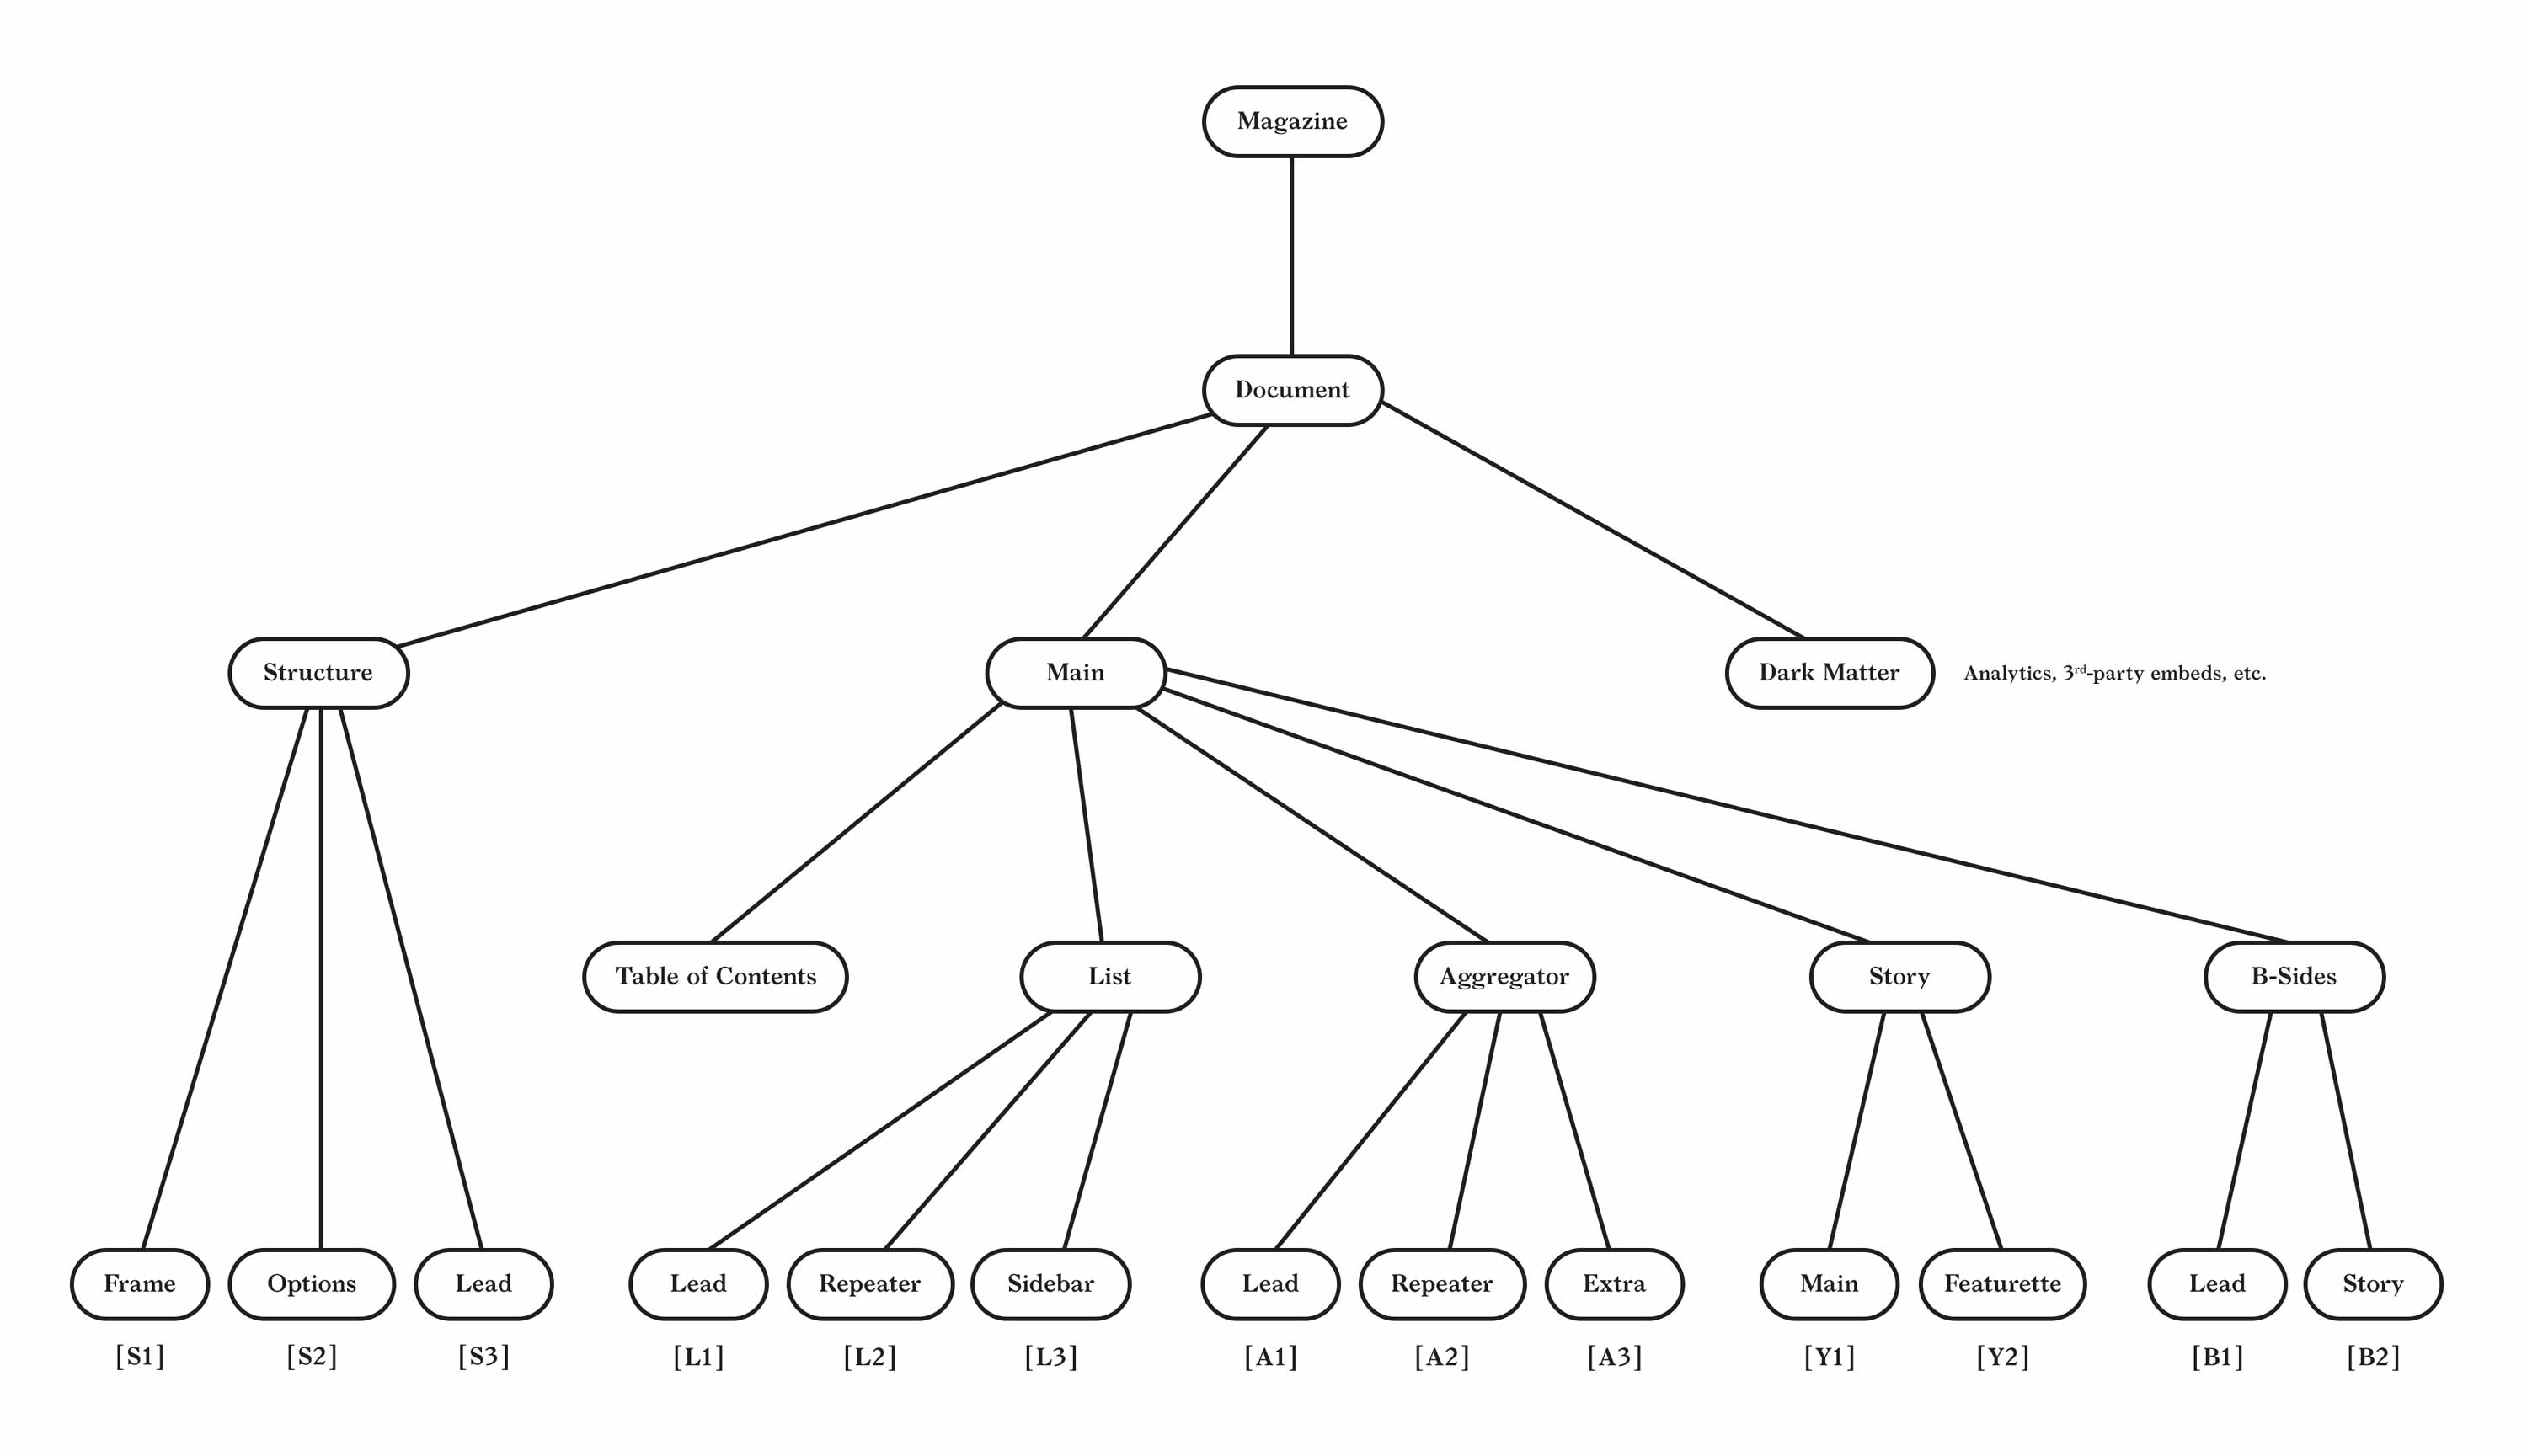 Magazine
Document
Structure
Main
Dark Matter
Analytics, 3rd-party embeds, etc.
Table of Contents
List
Aggregator
Story
B-Sides
Frame
Options
Lead
Lead
Repeater
Sidebar
Lead
Repeater
Extra
Main
Featurette
Lead
Story
[S1]
[S2]
[S3]
[L1]
[L2]
[L3]
[A1]
[A2]
[A3]
[Y1]
[Y2]
[B1]
[B2]